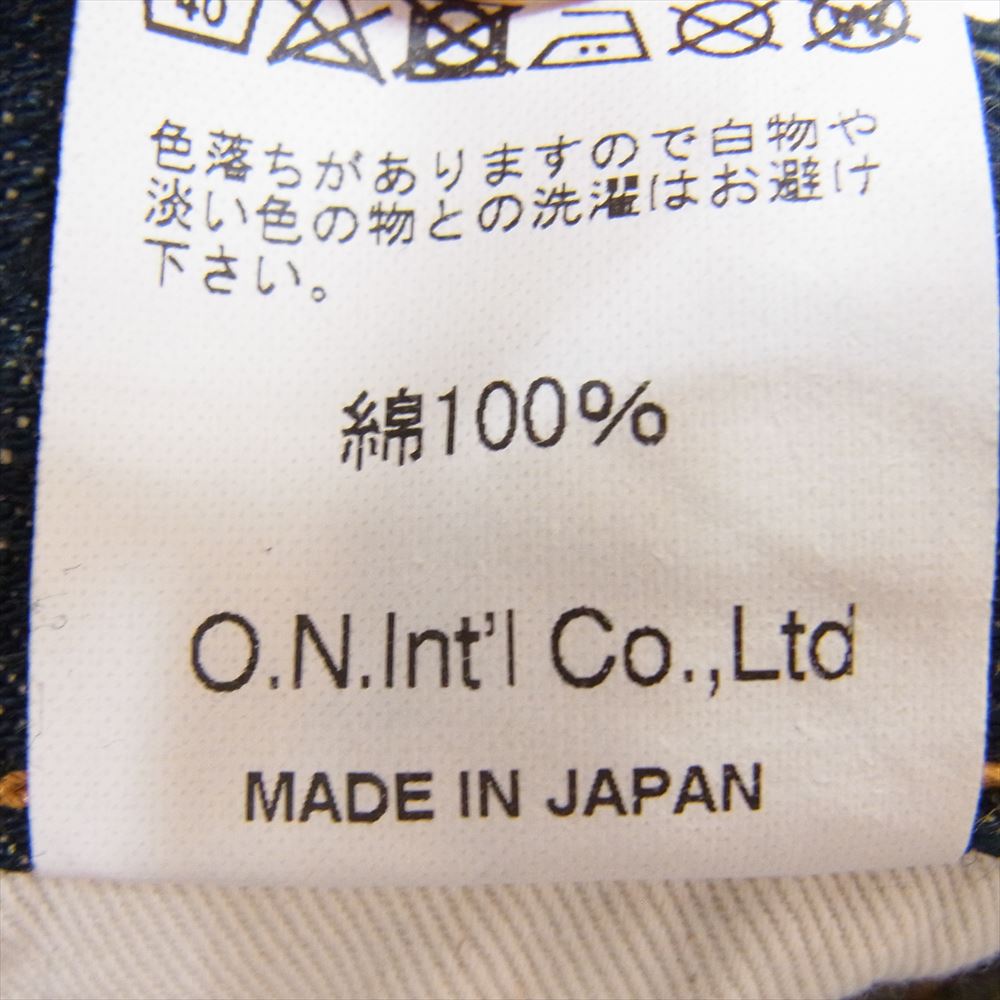 40
色落ちがありますので白物や
淡い色の物との洗濯はお避け
下さい。
綿100%
O.N.Int'l Co.,Ltd
MADE IN JAPAN